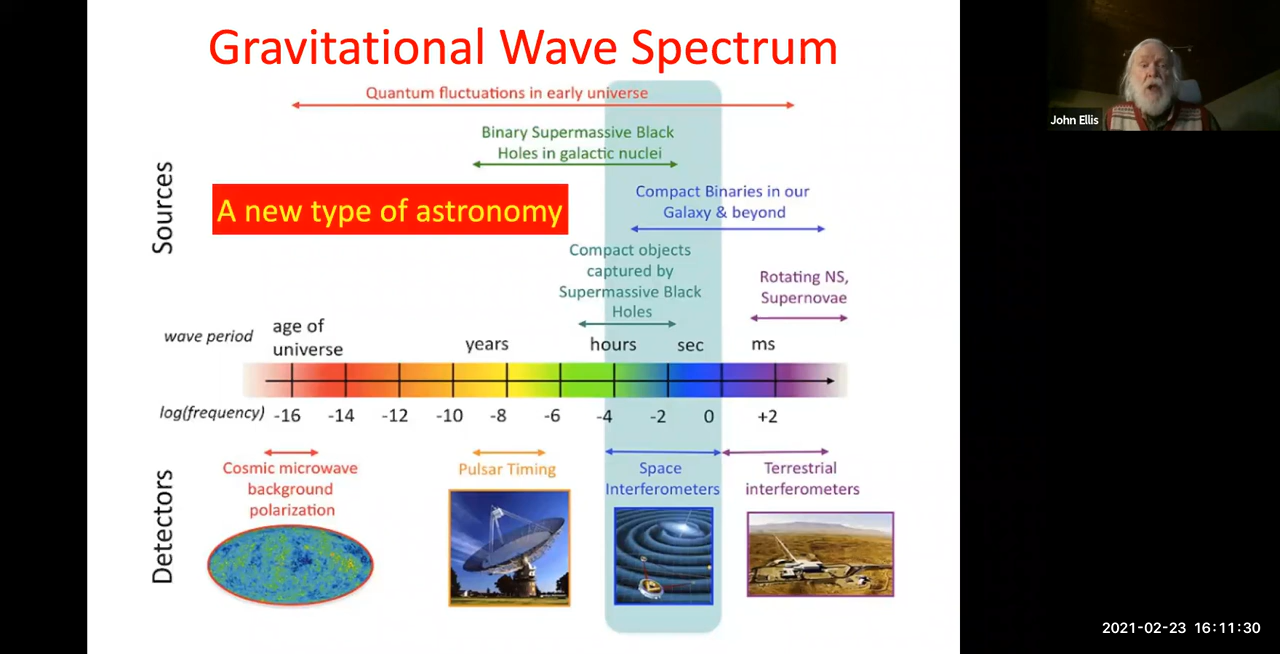 Gravitational Wave Spectrum
Quantum fluctuations in early universe
Binary Supermassive Black
Holes in galactic nuclei
Compact Binaries in our
Galaxy & beyond
A new type of astronomy
Compact objects
captured by
Supermassive Black
Holes
Rotating NS,
Supernovae
Sources
wave period
age of
universe
years
hours
sec
ms
log(frequency)
-16 -14 -12 -10 -8 -6 -4 -2 0 +2
Detectors
Cosmic microwave
background
polarization
Pulsar Timing
Space
Interferometers
Terrestrial
interferometers
John Ellis
2021-02-23 16:11:30